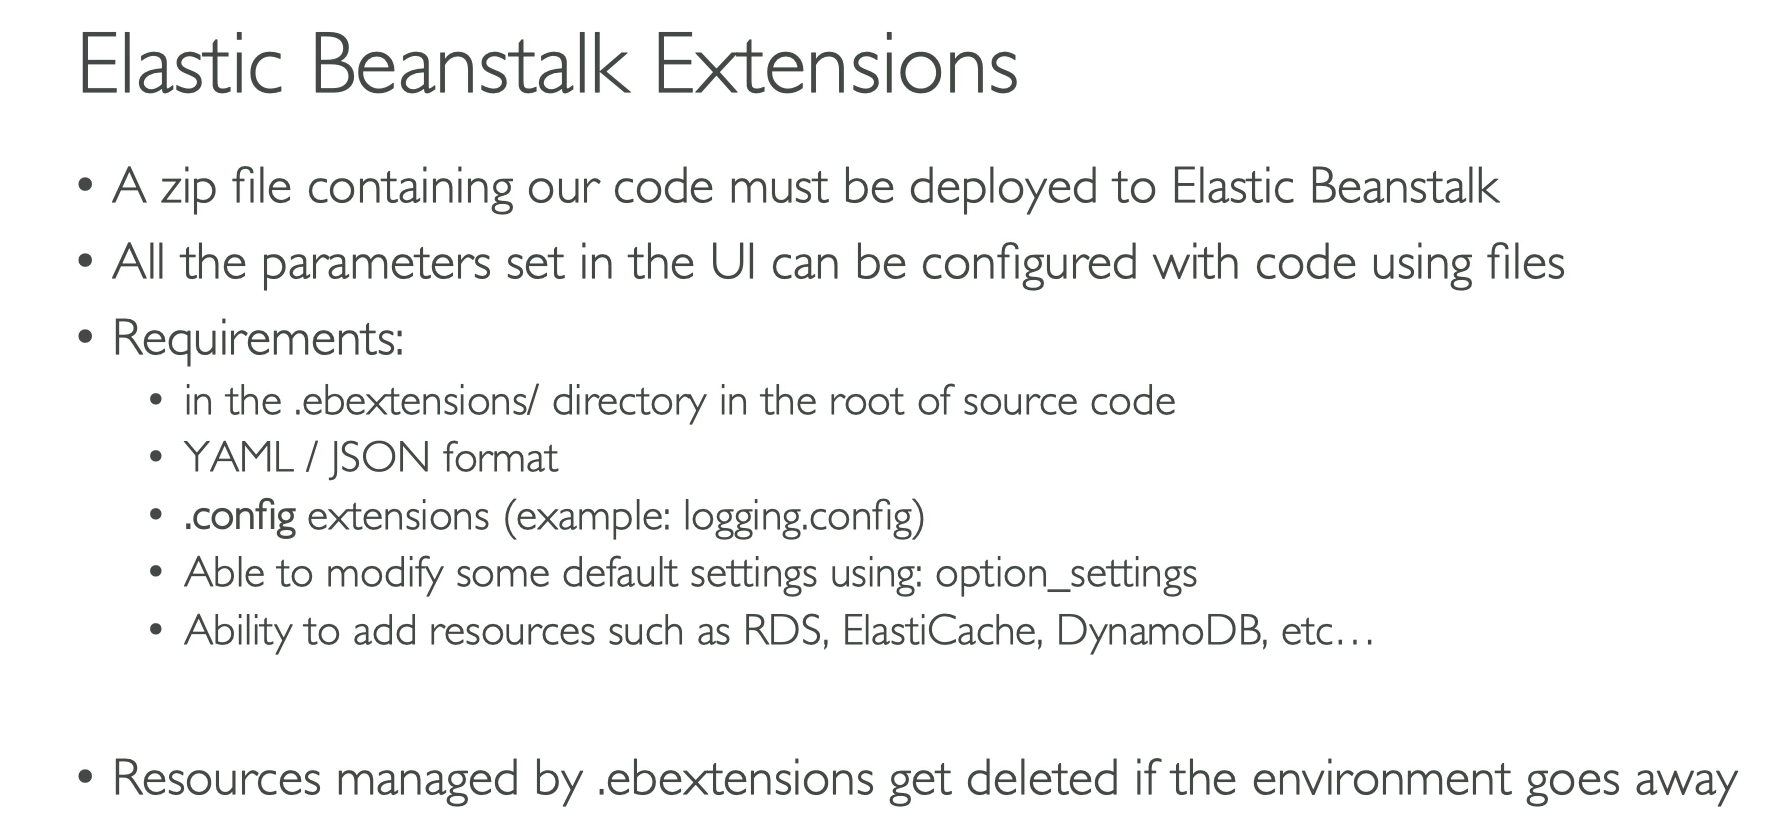 Elastic Beanstalk Extensions
• A zip file containing our code must be deployed to Elastic Beanstalk
• All the parameters set in the UI can be configured with code using files
• Requirements:
• in the .ebextensions/ directory in the root of source code
• YAML / JSON format
• .config extensions (example: logging.config)
• Able to modify some default settings using: option_settings
• Ability to add resources such as RDS, ElastiCache, DynamoDB, etc…
• Resources managed by .ebextensions get deleted if the environment goes away